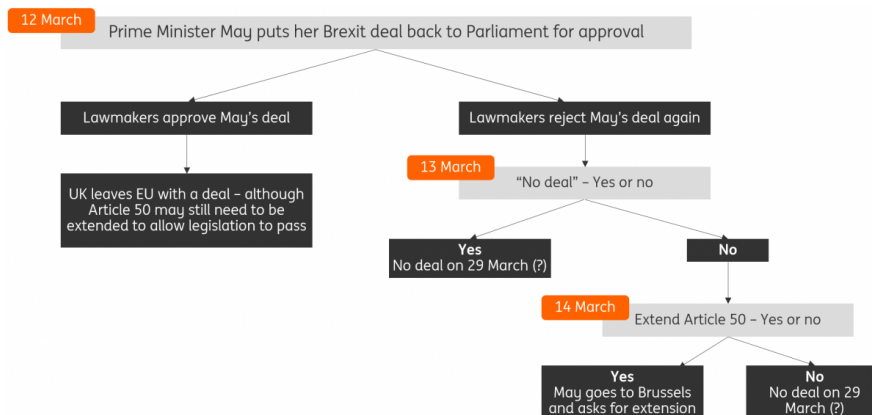 12 March
Prime Minister May puts her Brexit deal back to Parliament for approval
Lawmakers approve May's deal
Lawmakers reject May's deal again
UK leaves EU with a deal – although
Article 50 may still need to be
extended to allow legislation to pass
13 March
“No deal” – Yes or no
Yes
No deal on 29 March (?)
No
14 March
Extend Article 50 – Yes or no
Yes
May goes to Brussels
and asks for extension
No
No deal on 29
March (?)